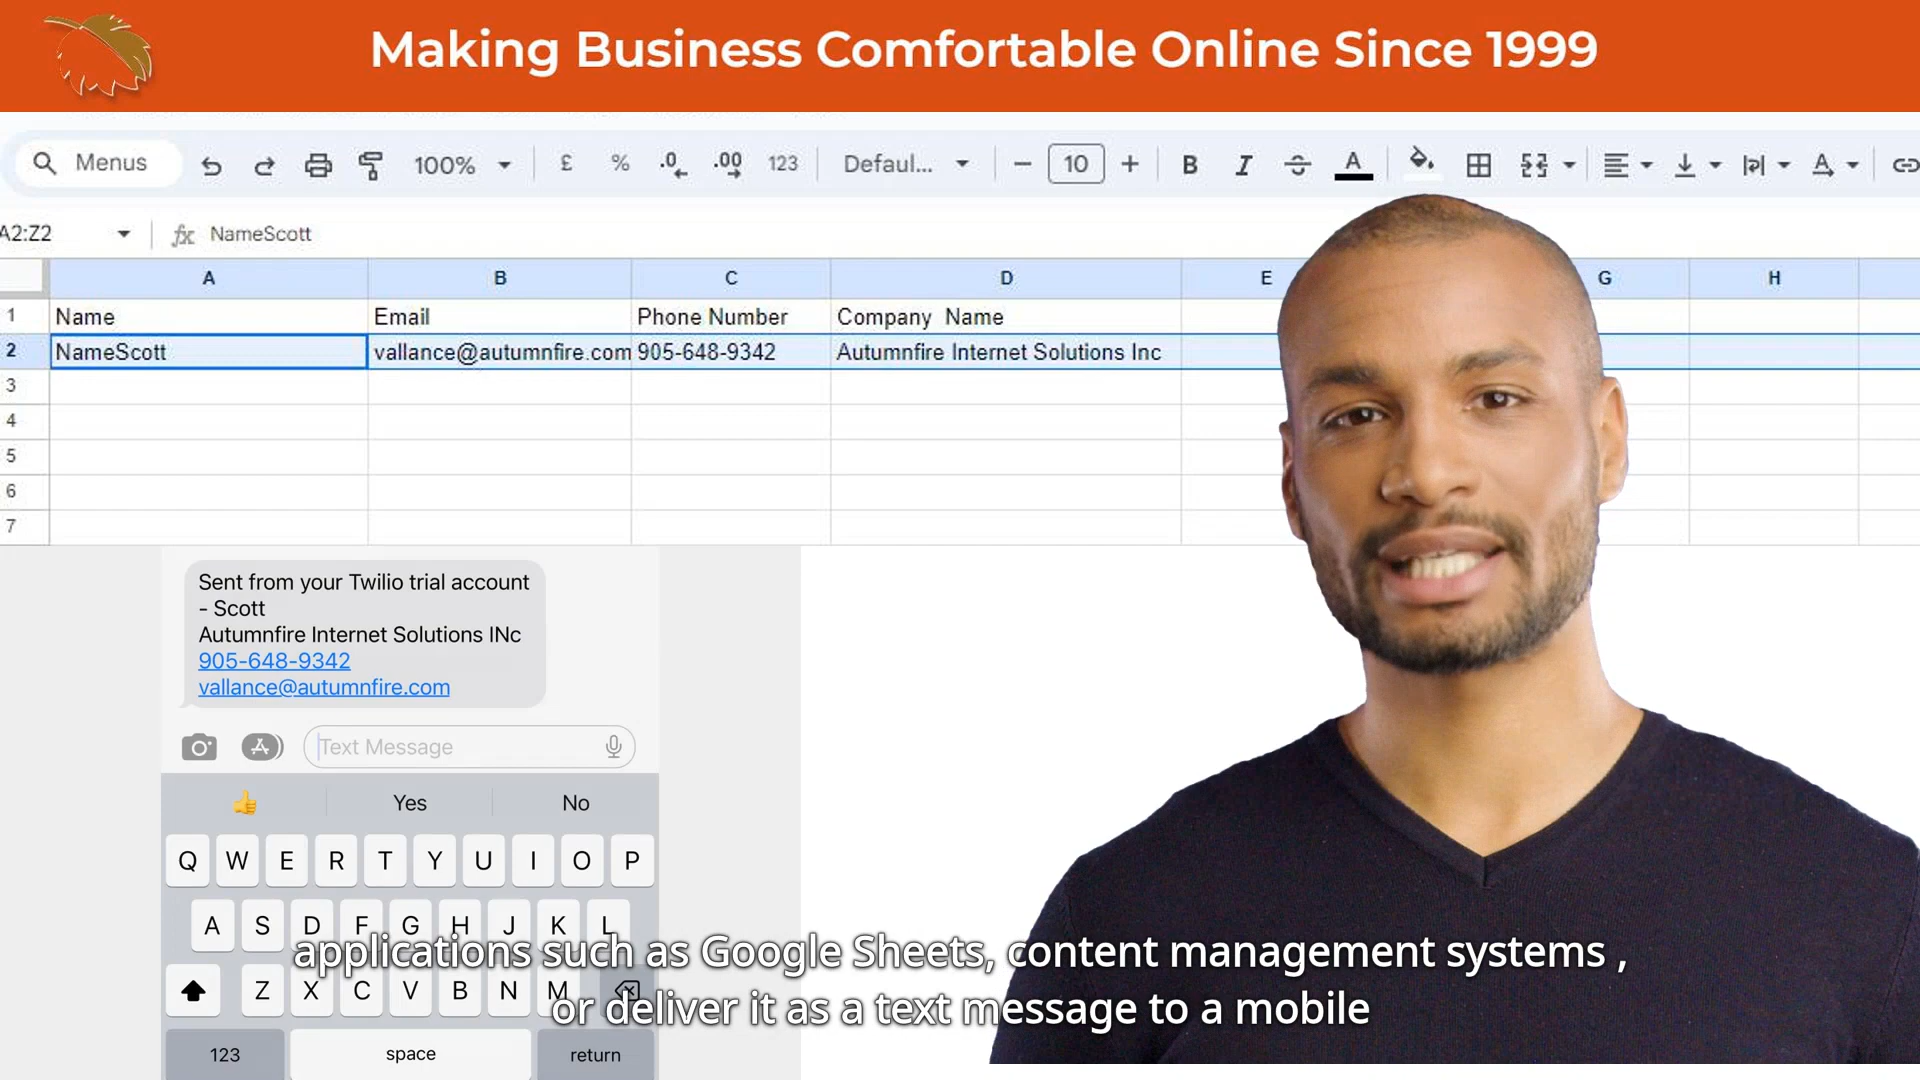 Making Business Comfortable Online Since 1999
Menus 100% £ % .0 .00 123 Defaul... 10 B I A A
A2:Z2 fx NameScott
A B C D E G H
1 Name Email Phone Number Company Name
2 NameScott vallance@autumnfire.com 905-648-9342 Autumnfire Internet Solutions Inc
3
4
5
6
7
Sent from your Twilio trial account
- Scott
Autumnfire Internet Solutions INc
905-648-9342
vallance@autumnfire.com
Text Message
Yes No
Q W E R T Y U I O P
A S D F G H J K L
applications such as Google Sheets, content management systems ,
Z X C V B N M
or deliver it as a text message to a mobile
123 space return